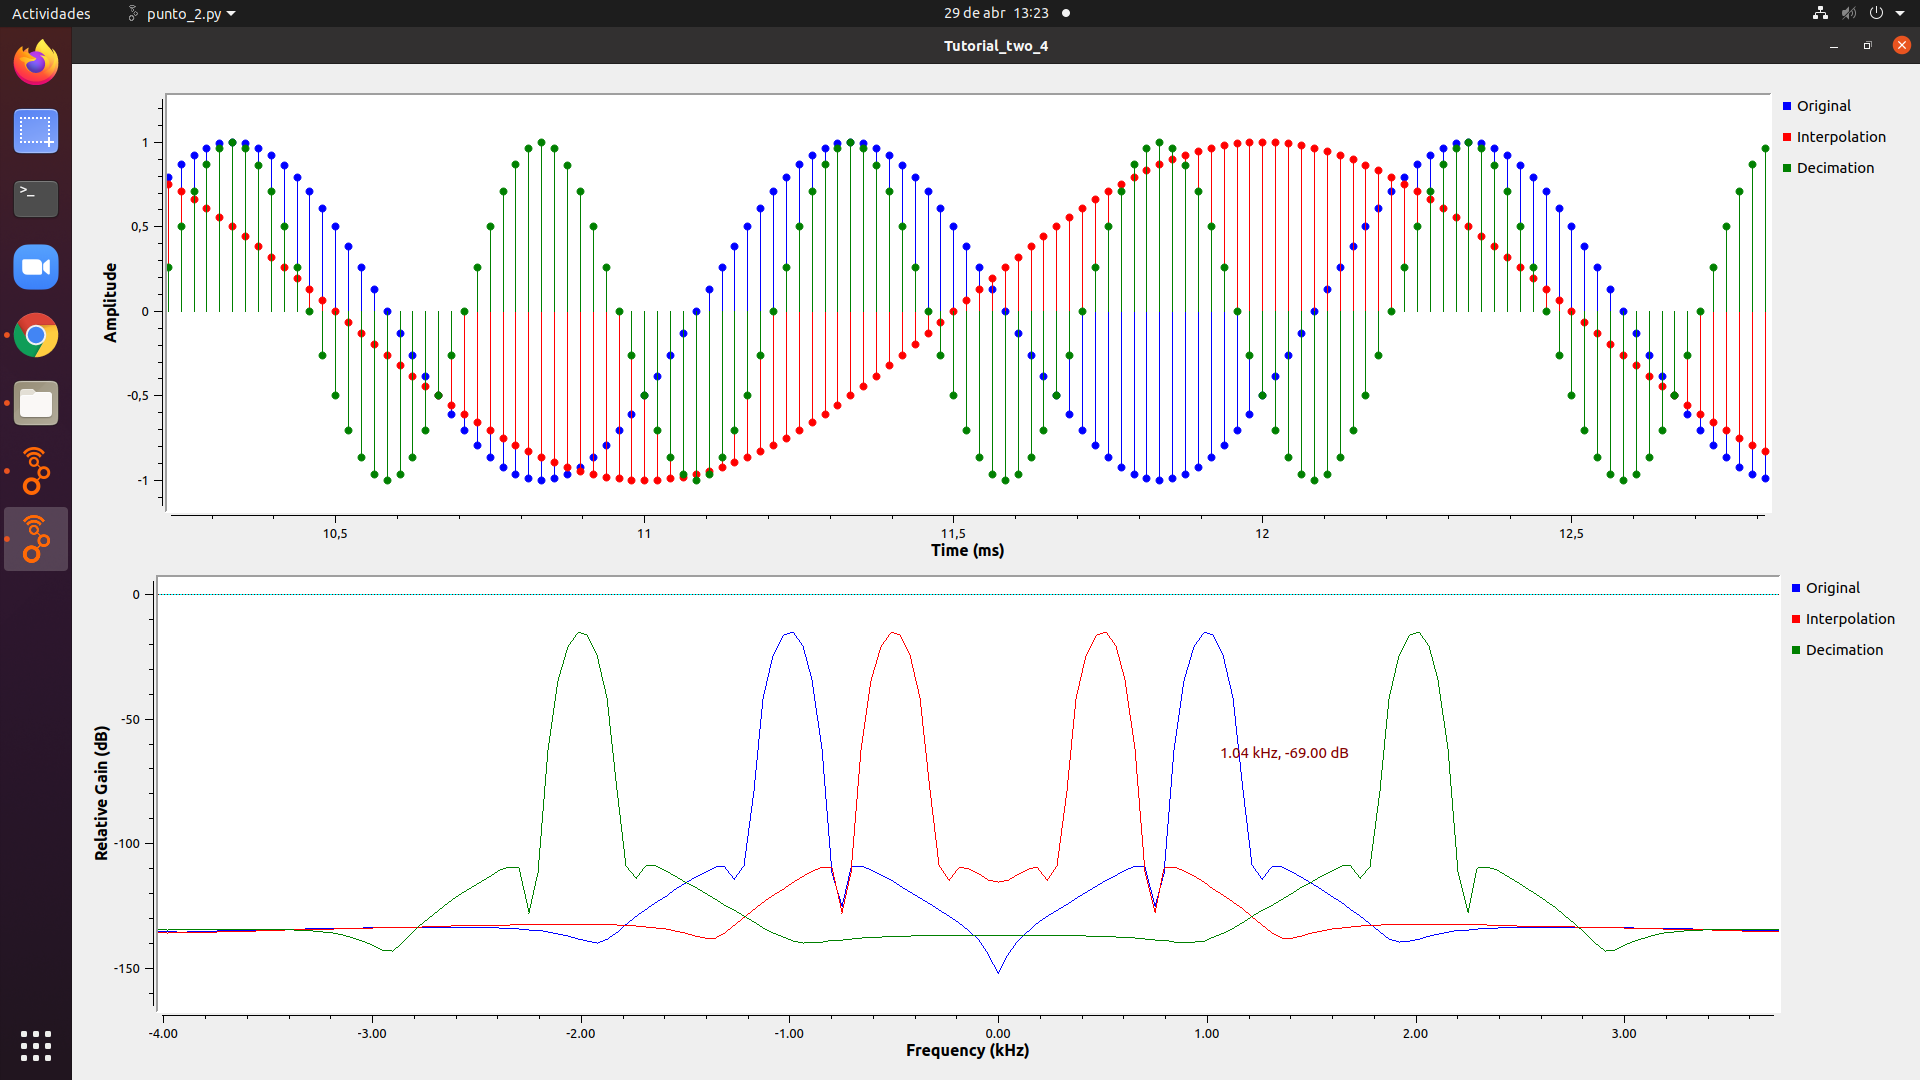 Actividades punto_2.py 29 de abr 13:23
Tutorial_two_4
>_
Original
Interpolation
Decimation
Amplitude
1
0,5
0
-0,5
-1
10,5 11 11,5 12 12,5
Time (ms)
Original
Interpolation
Decimation
Relative Gain (dB)
0
-50
1.04 kHz, -69.00 dB
-100
-150
-4.00 -3.00 -2.00 -1.00 0.00 1.00 2.00 3.00
Frequency (kHz)